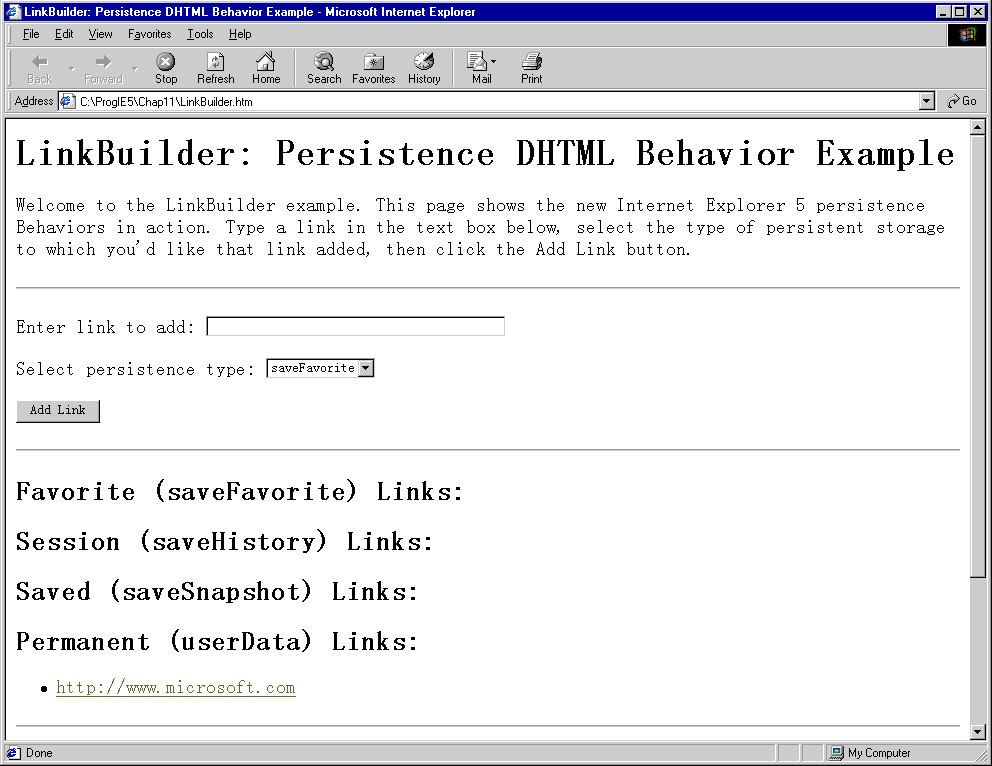 LinkBuilder: Persistence DHTML Behavior Example - Microsoft Internet Explorer
File Edit View Favorites Tools Help
Back Forward Stop Refresh Home Search Favorites History Mail Print
Address C:\ProgIE5\Chap11\LinkBuilder.htm Go
LinkBuilder: Persistence DHTML Behavior Example
Welcome to the LinkBuilder example. This page shows the new Internet Explorer 5 persistence
Behaviors in action. Type a link in the text box below, select the type of persistent storage
to which you'd like that link added, then click the Add Link button.
Enter link to add:
Select persistence type: saveFavorite
Add Link
Favorite (saveFavorite) Links:
Session (saveHistory) Links:
Saved (saveSnapshot) Links:
Permanent (userData) Links:
http://www.microsoft.com
Done My Computer